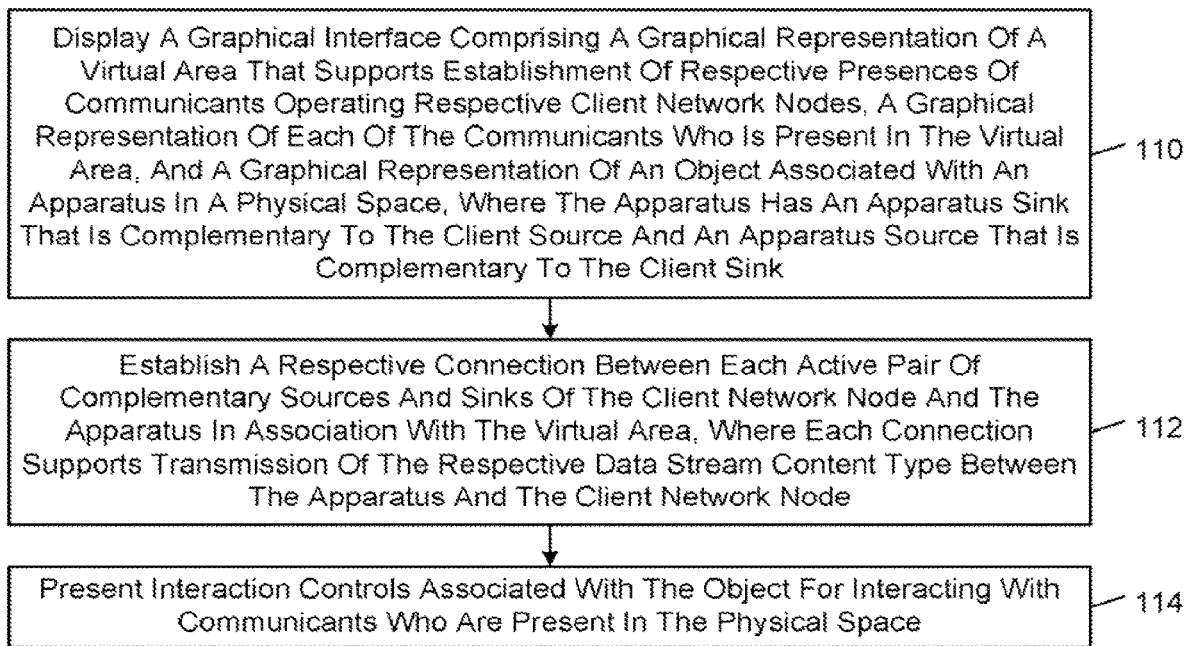 Display A Graphical Interface Comprising A Graphical Representation Of A
Virtual Area That Supports Establishment Of Respective Presences Of
Communicants Operating Respective Client Network Nodes, A Graphical
Representation Of Each Of The Communicants Who Is Present In The Virtual
Area, And A Graphical Representation Of An Object Associated With An
Apparatus In A Physical Space, Where The Apparatus Has An Apparatus Sink
That Is Complementary To The Client Source And An Apparatus Source That Is
Complementary To The Client Sink
110
Establish A Respective Connection Between Each Active Pair Of
Complementary Sources And Sinks Of The Client Network Node And The
Apparatus In Association With The Virtual Area, Where Each Connection
Supports Transmission Of The Respective Data Stream Content Type Between
The Apparatus And The Client Network Node
112
Present Interaction Controls Associated With The Object For Interacting With
Communicants Who Are Present In The Physical Space
114